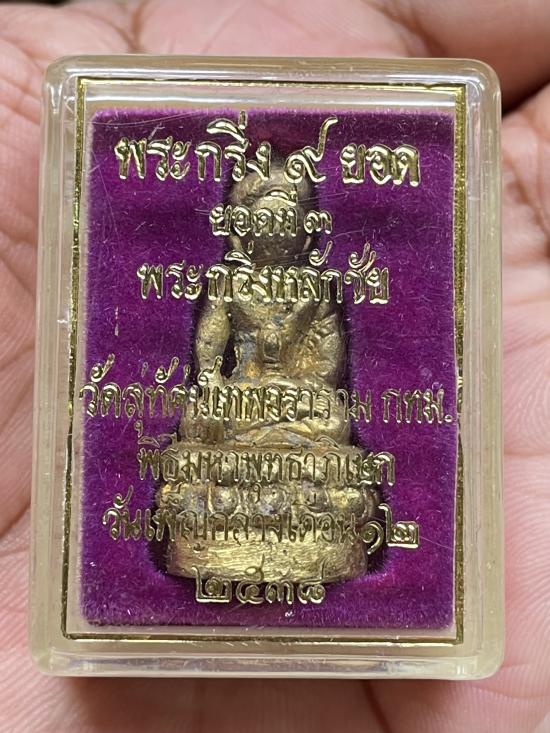 พระกริ่ง ๙ ยอด
ยอดที่ ๓
พระกริ่งหลักชัย
วัดสุทัศน์เทพวราราม กทม.
พิธีมหาพุทธาภิเษก
วันเพ็ญกลางเดือน ๑๒
๒๕๓๘